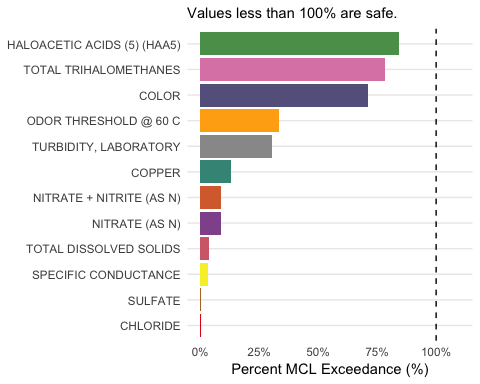 Values less than 100% are safe.
HALOACETIC ACIDS (5) (HAA5)
TOTAL TRIHALOMETHANES
COLOR
ODOR THRESHOLD @ 60 C
TURBIDITY, LABORATORY
COPPER
NITRATE + NITRITE (AS N)
NITRATE (AS N)
TOTAL DISSOLVED SOLIDS
SPECIFIC CONDUCTANCE
SULFATE
CHLORIDE
0% 25% 50% 75% 100%
Percent MCL Exceedance (%)